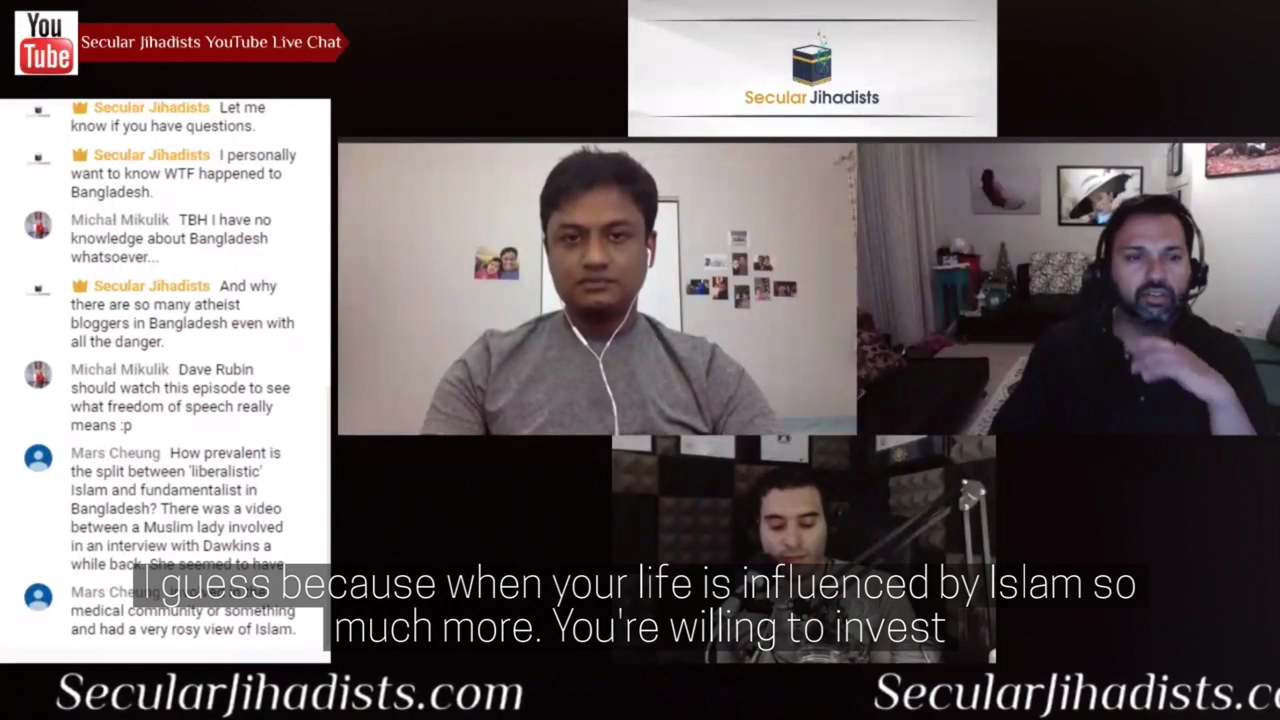 You
Tube
Secular Jihadists YouTube Live Chat
Secular Jihadists
Secular Jihadists Let me
know if you have questions.
Secular Jihadists I personally
want to know WTF happened to
Bangladesh.
Michał Mikulik TBH I have no
knowledge about Bangladesh
whatsoever...
Secular Jihadists And why
there are so many atheist
bloggers in Bangladesh even with
all the danger.
Michał Mikulik Dave Rubin
should watch this episode to see
what freedom of speech really
means :p
Mars Cheung How prevalent is
the split between 'liberalistic'
Islam and fundamentalist in
Bangladesh? There was a video
between a Muslim lady involved
in an interview with Dawkins a
while back. She seemed to have
Mars
medical community or something
and had a very rosy view of Islam.
I guess because when your life is influenced by Islam so
much more. You're willing to invest
SecularJihadists.com
SecularJihadists.c